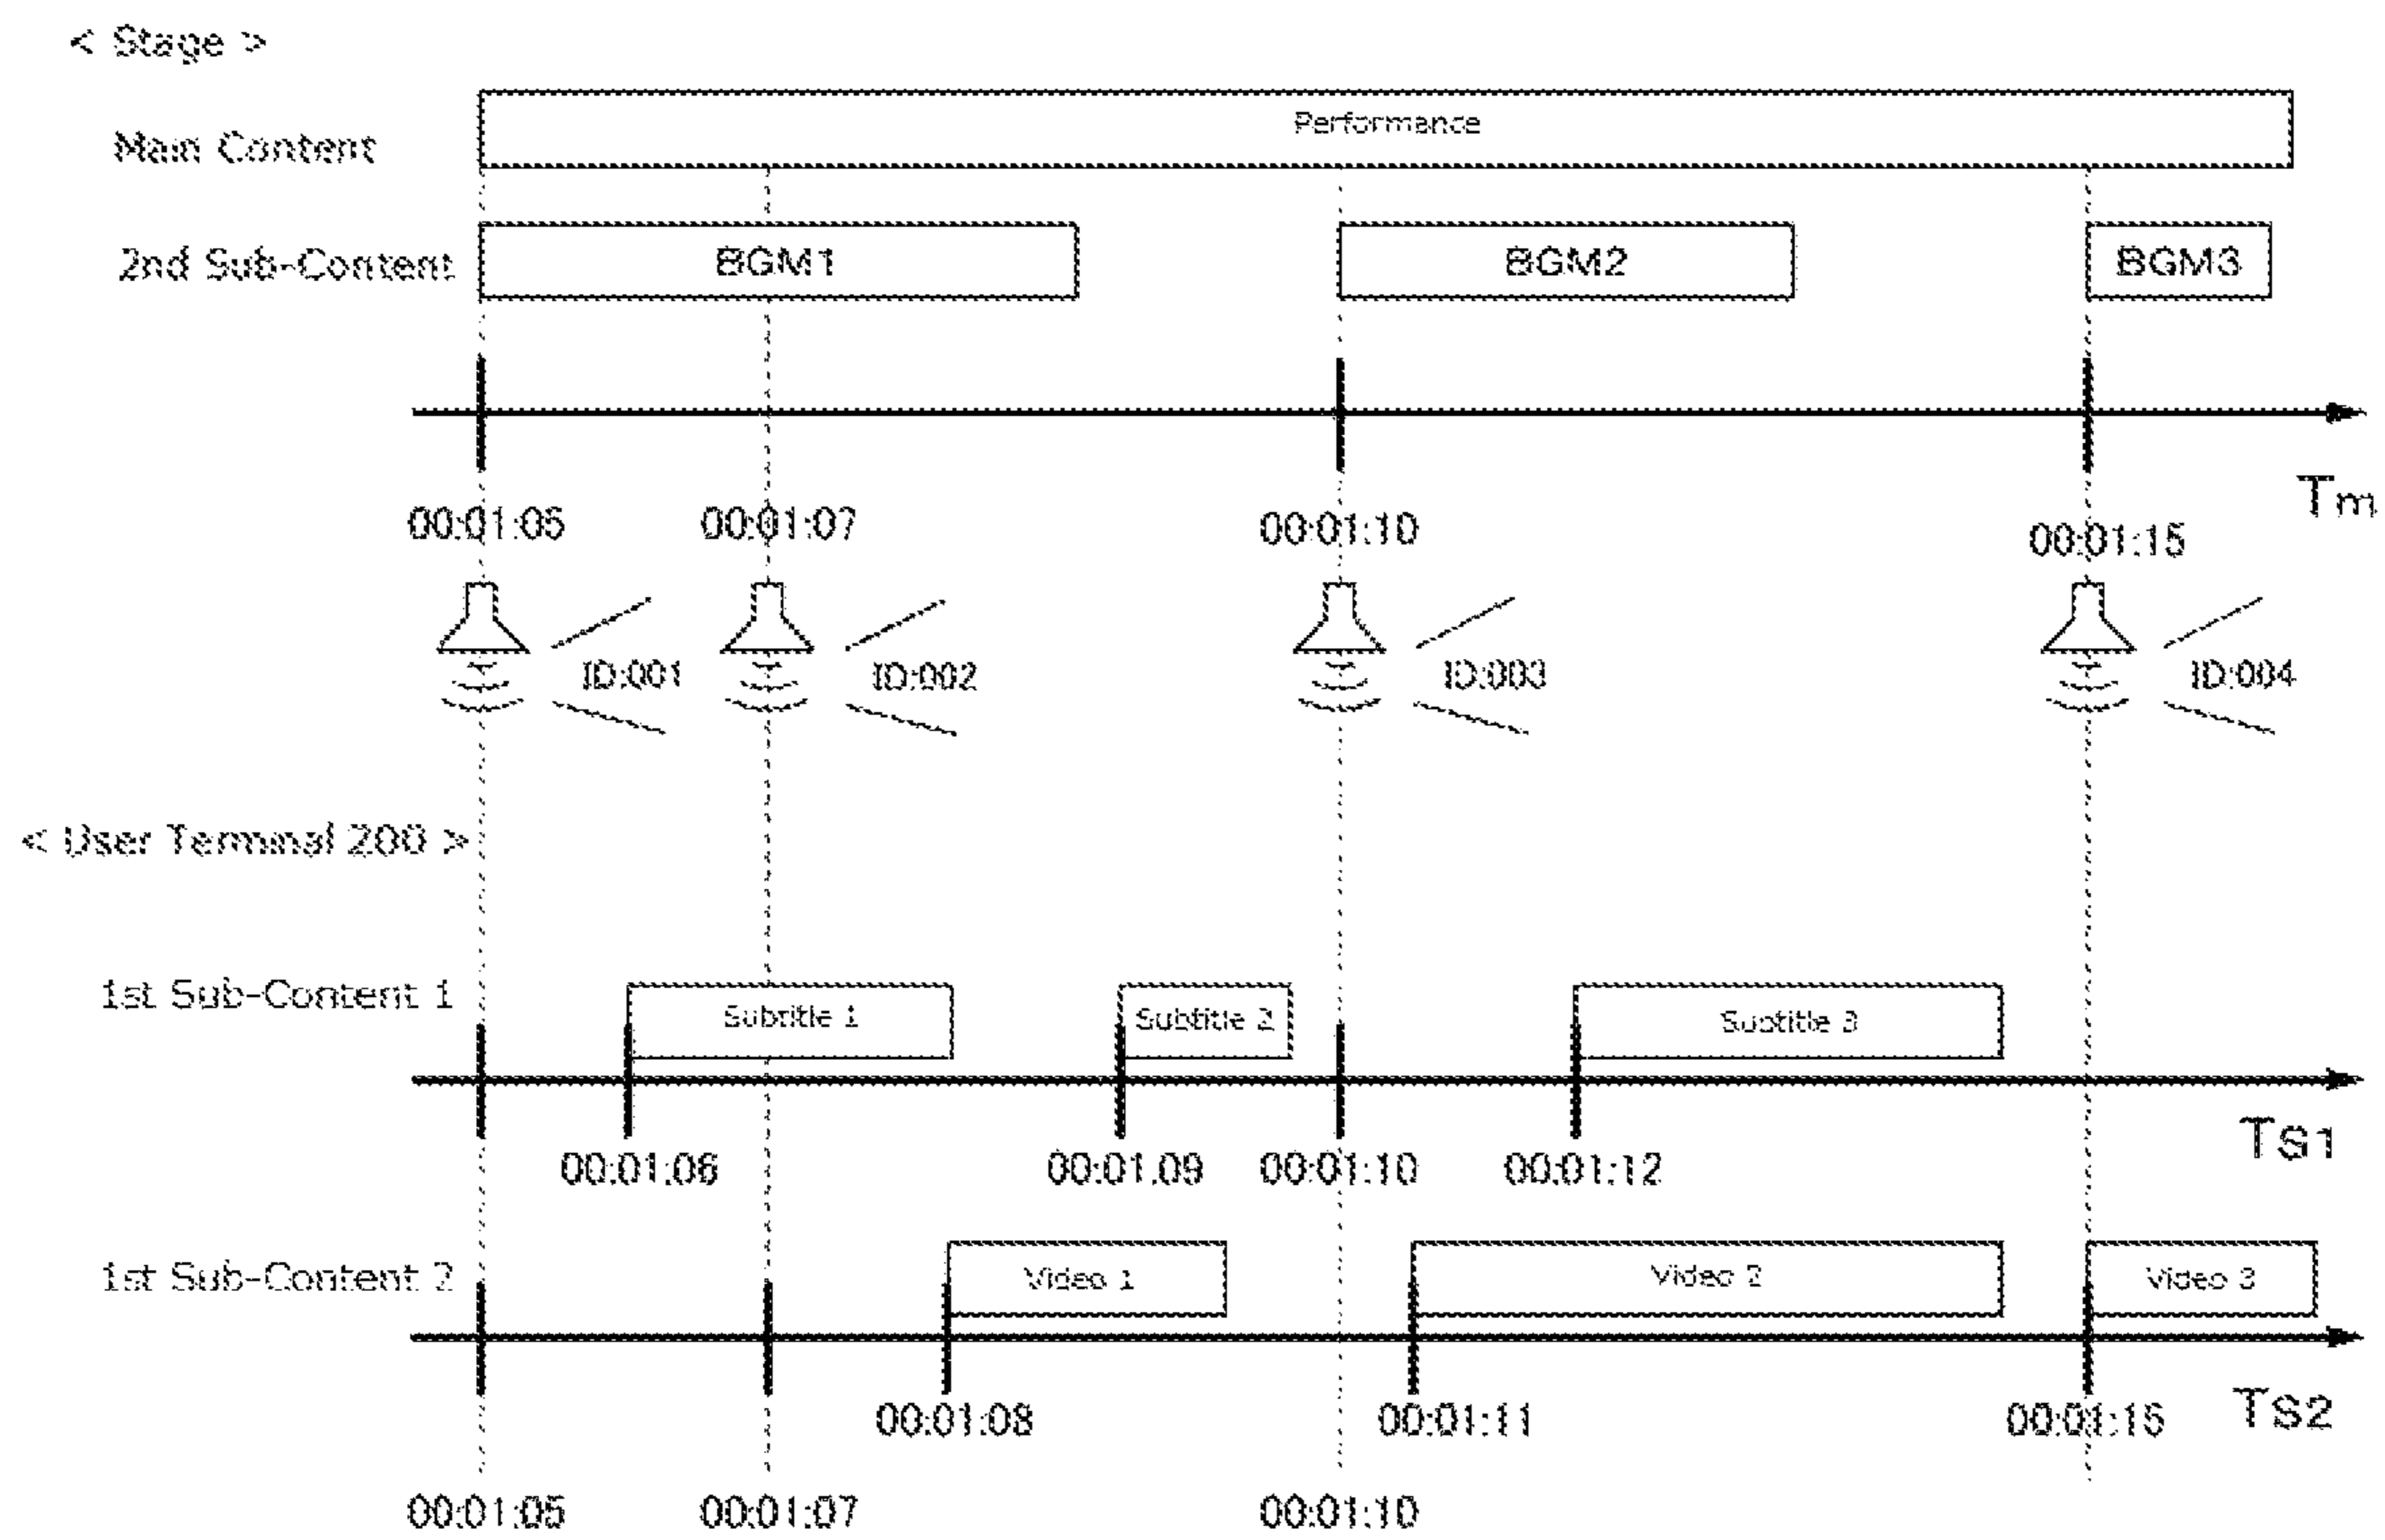 < Stage >
Main Content
Performance
2nd Sub-Content
BGM1
BGM2
BGM3
Tm
00:01:05
00:01:07
00:01:10
00:01:15
ID:001
ID:002
ID:003
ID:004
< User Terminal 200 >
1st Sub-Content 1
Subtitle 1
Subtitle 2
Subtitle 3
TS1
00:01:06
00:01:09
00:01:10
00:01:12
1st Sub-Content 2
Video 1
Video 2
Video 3
00:01:08
00:01:11
00:01:15
TS2
00:01:05
00:01:07
00:01:10